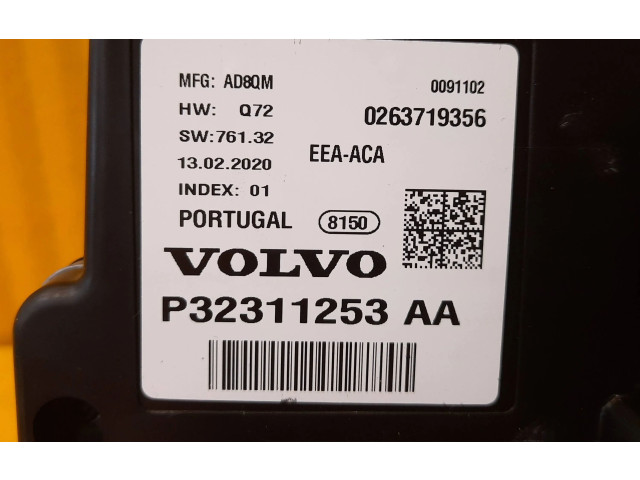 MFG: AD8QM 0091102
HW: Q72 0263719356
SW:761.32
13.02.2020 EEA-ACA
INDEX: 01
PORTUGAL 8150
VOLVO
P32311253 AA